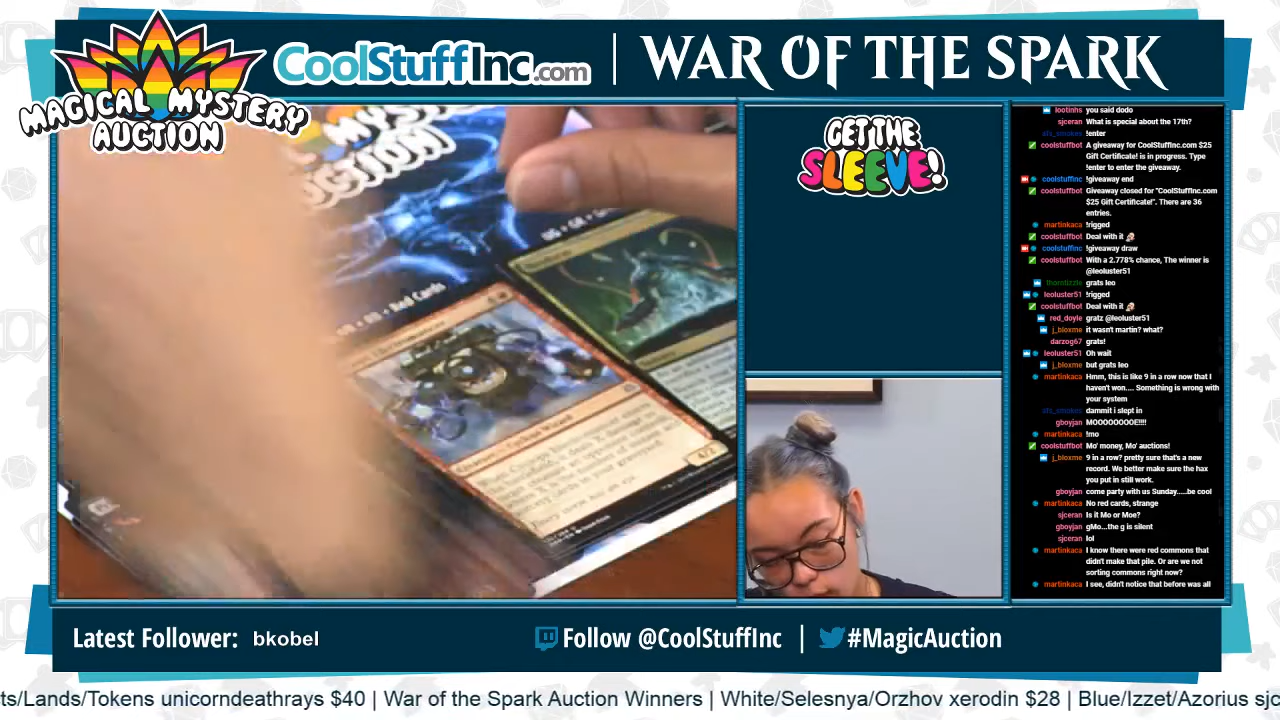 MAGICAL MYSTERY
AUCTION
CoolStuffInc.com
WAR OF THE SPARK
GET THE
SLEEVE!
lootinhs you said dodo
sjceran What is special about the 17th?
!enter
coolstuffbot A giveaway for CoolStuffInc.com $25
Gift Certificate! is in progress. Type
!enter to enter the giveaway.
coolstuffinc !giveaway end
coolstuffbot Giveaway closed for "CoolStuffInc.com
$25 Gift Certificate!". There are 36
entries.
martinkaca !rigged
coolstuffbot Deal with it
coolstuffinc !giveaway draw
coolstuffbot With a 2.778% chance, The winner is
@leoluster51
thorstizzle grats leo
leoluster51 !rigged
coolstuffbot Deal with it
red_doyle gratz @leoluster51
j_bloxme it wasn't martin? what?
darzog67 grats!
leoluster51 Oh wait
j_bloxme but grats leo
martinkaca Hmm, this is like 9 in a row now that I
haven't won.... Something is wrong with
your system
dammit i slept in
gboyjan MOOOOOOOOE!!!!
martinkaca !mo
coolstuffbot Mo' money, Mo' auctions!
j_bloxme 9 in a row? pretty sure that's a new
record. We better make sure the hax
you put in still work.
gboyjan come party with us Sunday.....be cool
martinkaca No red cards, strange
sjceran Is it Mo or Moe?
gboyjan gMo...the g is silent
sjceran lol
martinkaca I know there were red commons that
didn't make that pile. Or are we not
sorting commons right now?
martinkaca I see, didn't notice that before was all
Latest Follower: bkobel
Follow @CoolStuffInc | #MagicAuction
ts/Lands/Tokens unicorndeathrays $40 | War of the Spark Auction Winners | White/Selesnya/Orzhov xerodin $28 | Blue/Izzet/Azorius sjc